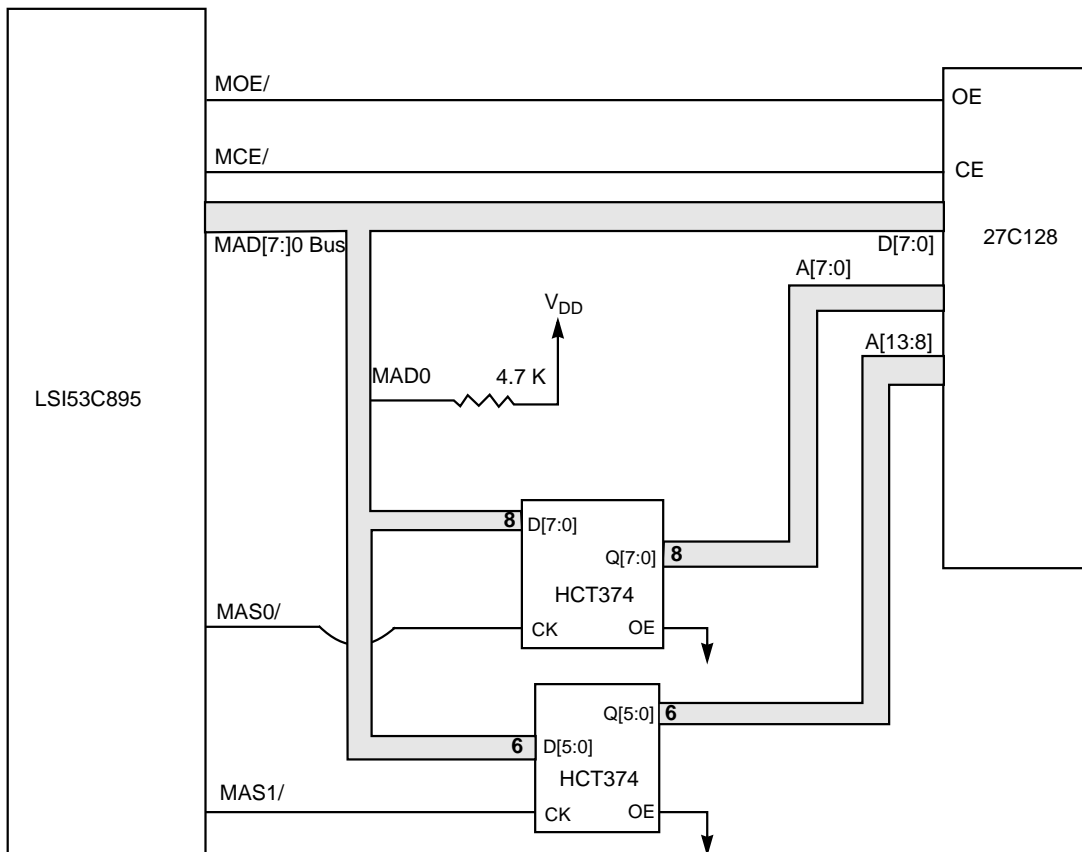 MOE/
OE
MCE/
CE
MAD[7:]0 Bus
D[7:0]
27C128
A[7:0]
VDD
A[13:8]
MAD0
4.7 K
LSI53C895
8
D[7:0]
Q[7:0]
8
HCT374
MAS0/
CK
OE
Q[5:0]
6
6
D[5:0]
HCT374
MAS1/
CK
OE